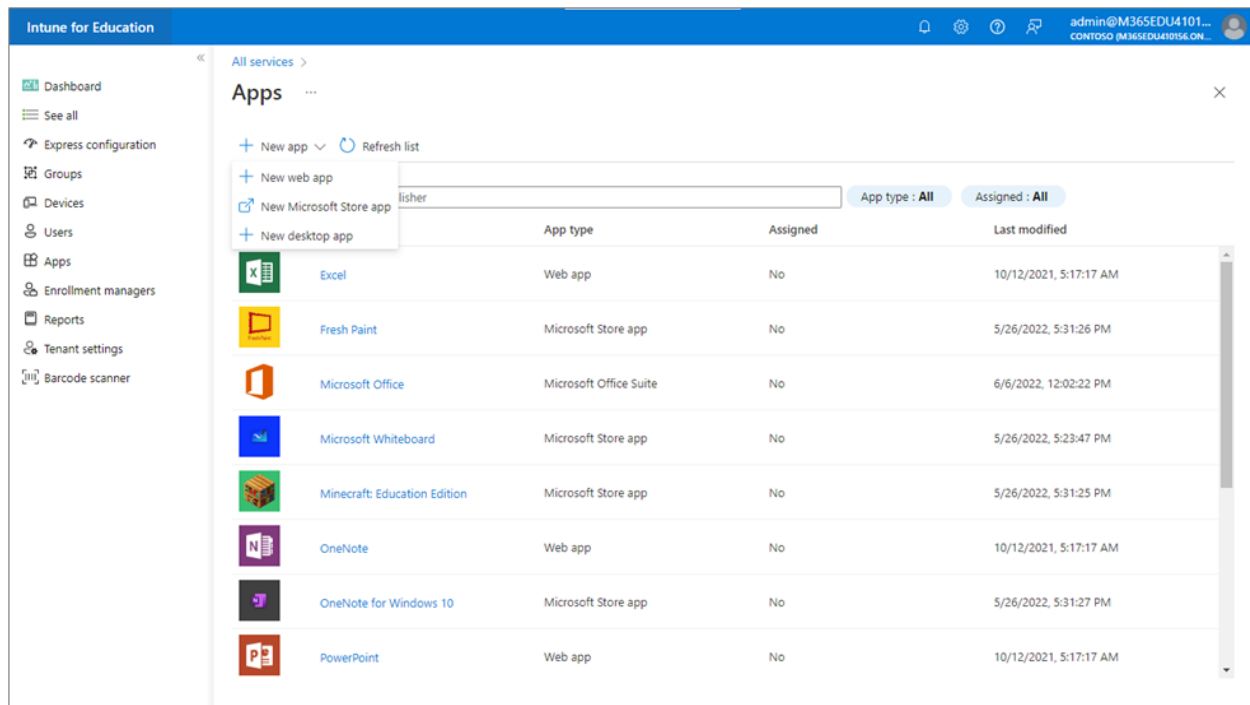 Intune for Education
admin@M365EDU4101...
CONTOSO (M365EDU410156.ON...
All services >
Apps ...
Dashboard
See all
Express configuration
Groups
Devices
Users
Apps
Enrollment managers
Reports
Tenant settings
Barcode scanner
New app Refresh list
New web app
New Microsoft Store app
New desktop app
lisher
App type : All Assigned : All
App type Assigned Last modified
Excel Web app No 10/12/2021, 5:17:17 AM
Fresh Paint Microsoft Store app No 5/26/2022, 5:31:26 PM
Microsoft Office Microsoft Office Suite No 6/6/2022, 12:02:22 PM
Microsoft Whiteboard Microsoft Store app No 5/26/2022, 5:23:47 PM
Minecraft: Education Edition Microsoft Store app No 5/26/2022, 5:31:25 PM
OneNote Web app No 10/12/2021, 5:17:17 AM
OneNote for Windows 10 Microsoft Store app No 5/26/2022, 5:31:27 PM
PowerPoint Web app No 10/12/2021, 5:17:17 AM